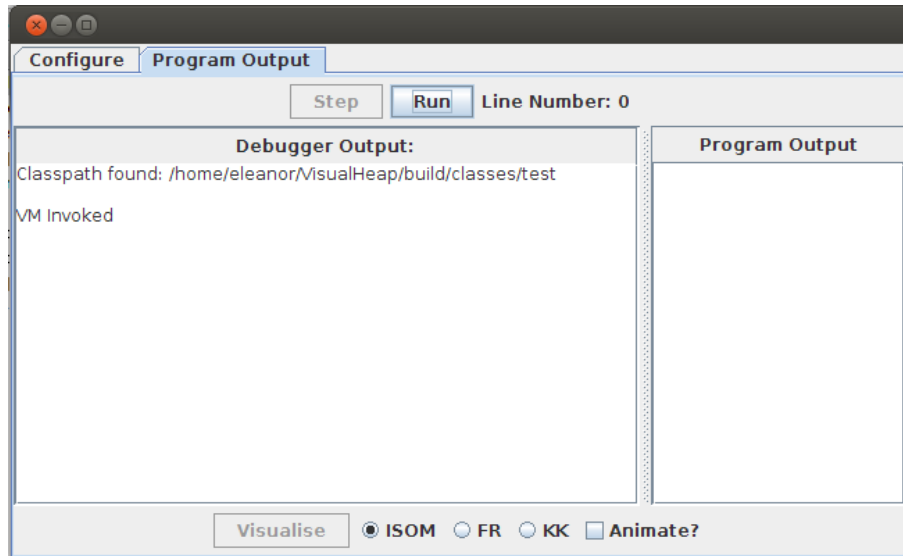 Configure Program Output
Step Run Line Number: 0
Debugger Output:
Classpath found: /home/eleanor/VisualHeap/build/classes/test
VM Invoked
Program Output
Visualise ISOM FR KK Animate?